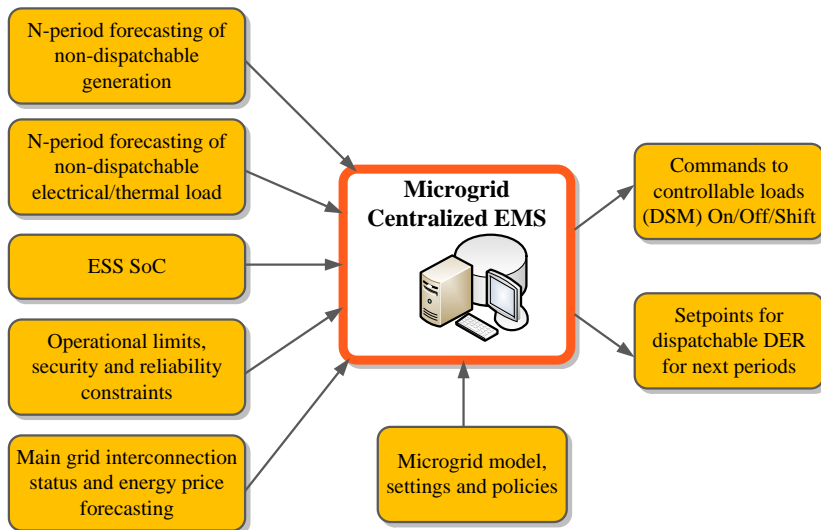 N-period forecasting of
non-dispatchable
generation
N-period forecasting of
non-dispatchable
electrical/thermal load
ESS SoC
Operational limits,
security and reliability
constraints
Main grid interconnection
status and energy price
forecasting
Microgrid
Centralized EMS
Microgrid model,
settings and policies
Commands to
controllable loads
(DSM) On/Off/Shift
Setpoints for
dispatchable DER
for next periods